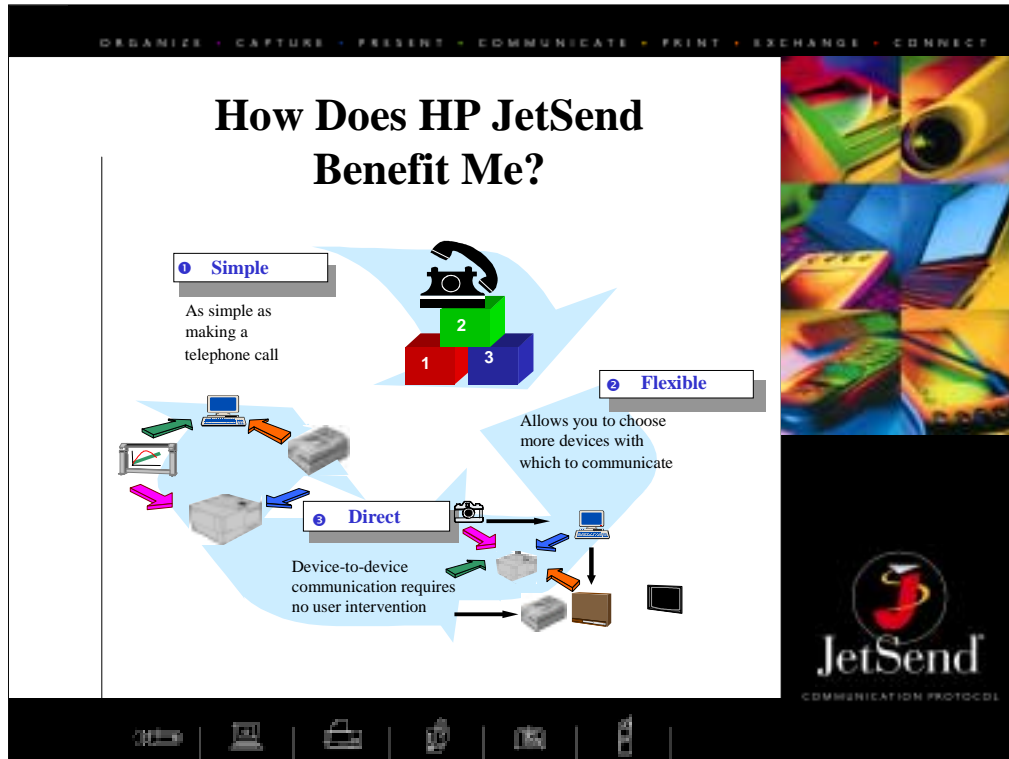 ORGANIZE • CAPTURE • PRESENT • COMMUNICATE • PRINT • EXCHANGE • CONNECT
How Does HP JetSend
Benefit Me?
❶ Simple
As simple as
making a
telephone call
2
1 3
❷ Flexible
Allows you to choose
more devices with
which to communicate
❸ Direct
Device-to-device
communication requires
no user intervention
JetSend
COMMUNICATION PROTOCOL